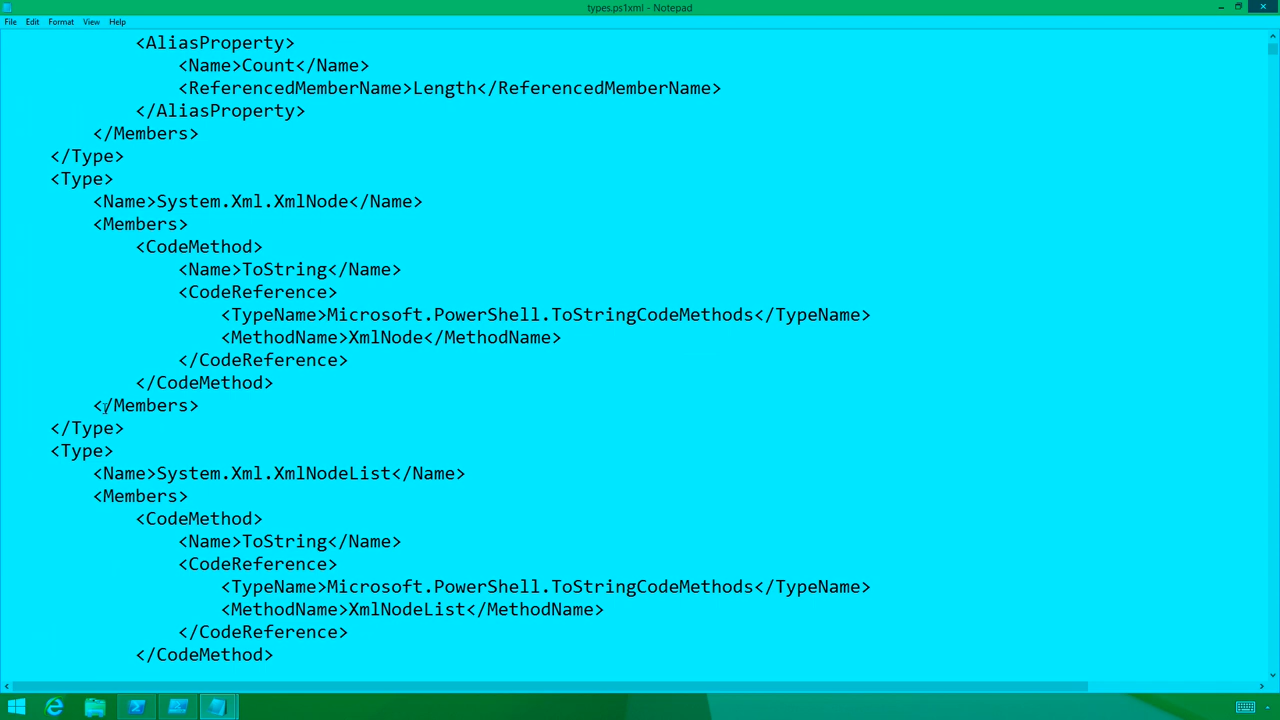 types.ps1xml - Notepad
File Edit Format View Help
<AliasProperty>
<Name>Count</Name>
<ReferencedMemberName>Length</ReferencedMemberName>
</AliasProperty>
</Members>
</Type>
<Type>
<Name>System.Xml.XmlNode</Name>
<Members>
<CodeMethod>
<Name>ToString</Name>
<CodeReference>
<TypeName>Microsoft.PowerShell.ToStringCodeMethods</TypeName>
<MethodName>XmlNode</MethodName>
</CodeReference>
</CodeMethod>
</Members>
</Type>
<Type>
<Name>System.Xml.XmlNodeList</Name>
<Members>
<CodeMethod>
<Name>ToString</Name>
<CodeReference>
<TypeName>Microsoft.PowerShell.ToStringCodeMethods</TypeName>
<MethodName>XmlNodeList</MethodName>
</CodeReference>
</CodeMethod>